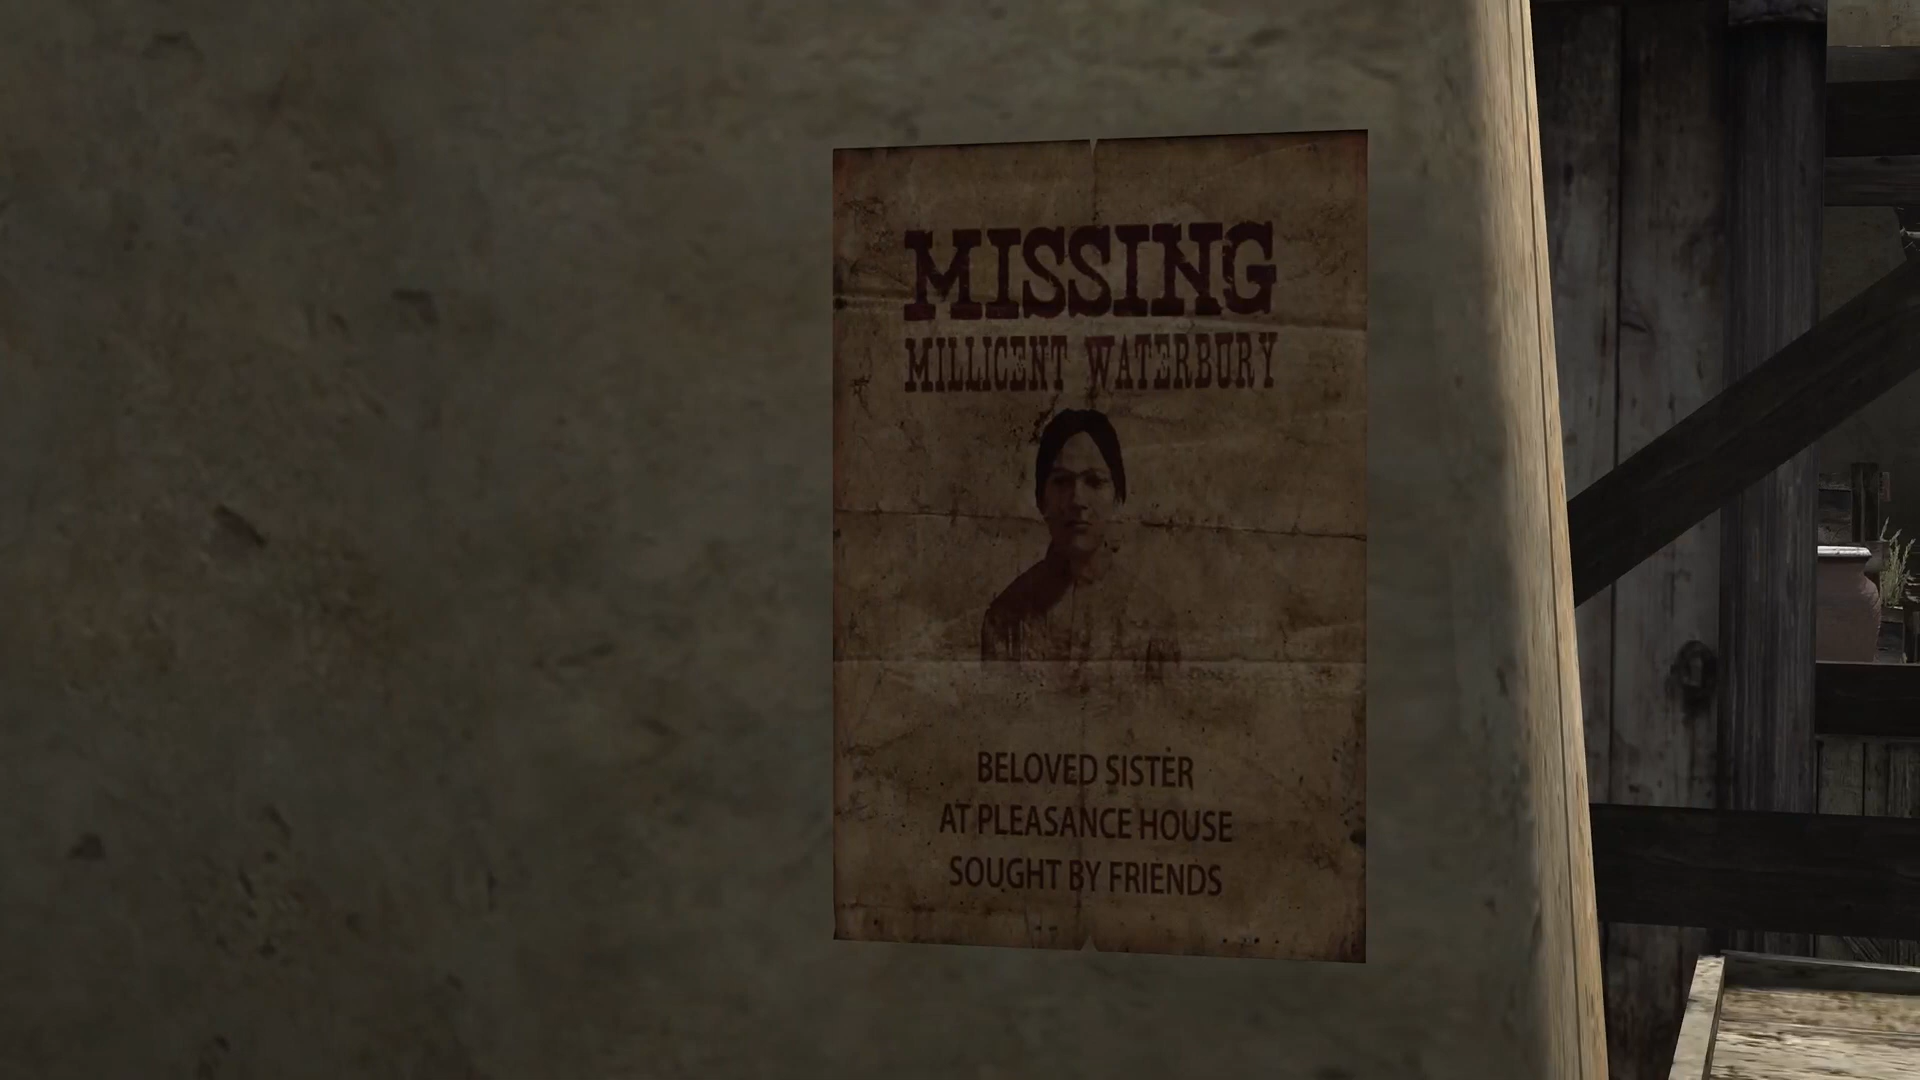 MISSING
MILLICENT WATERBURY
BELOVED SISTER
AT PLEASANCE HOUSE
SOUGHT BY FRIENDS